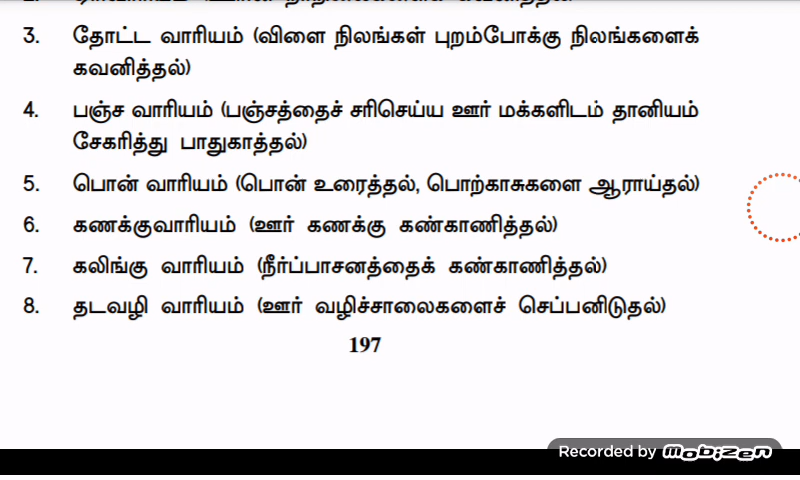 3. தோட்ட வாரியம் (விளை நிலங்கள் புறம்போக்கு நிலங்களைக்
கவனித்தல்)
4. பஞ்ச வாரியம் (பஞ்சத்தைச் சரிசெய்ய ஊர் மக்களிடம் தானியம்
சேகரித்து பாதுகாத்தல்)
5. பொன் வாரியம் (பொன் உரைத்தல், பொற்காசுகளை ஆராய்தல்)
6. கணக்குவாரியம் (ஊர் கணக்கு கண்காணித்தல்)
7. கலிங்கு வாரியம் (நீர்ப்பாசனத்தைக் கண்காணித்தல்)
8. தடவழி வாரியம் (ஊர் வழிச்சாலைகளைச் செப்பனிடுதல்)
197
Recorded by mobizen